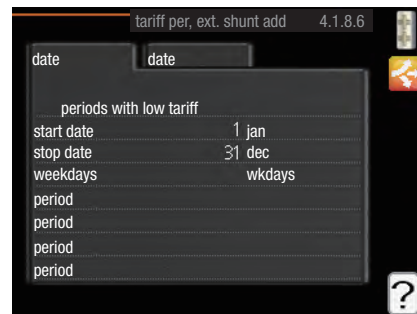 tariff per, ext. shunt add 4.1.8.6
date date
periods with low tariff
start date 1 jan
stop date 31 dec
weekdays wkdays
period
period
period
period
?